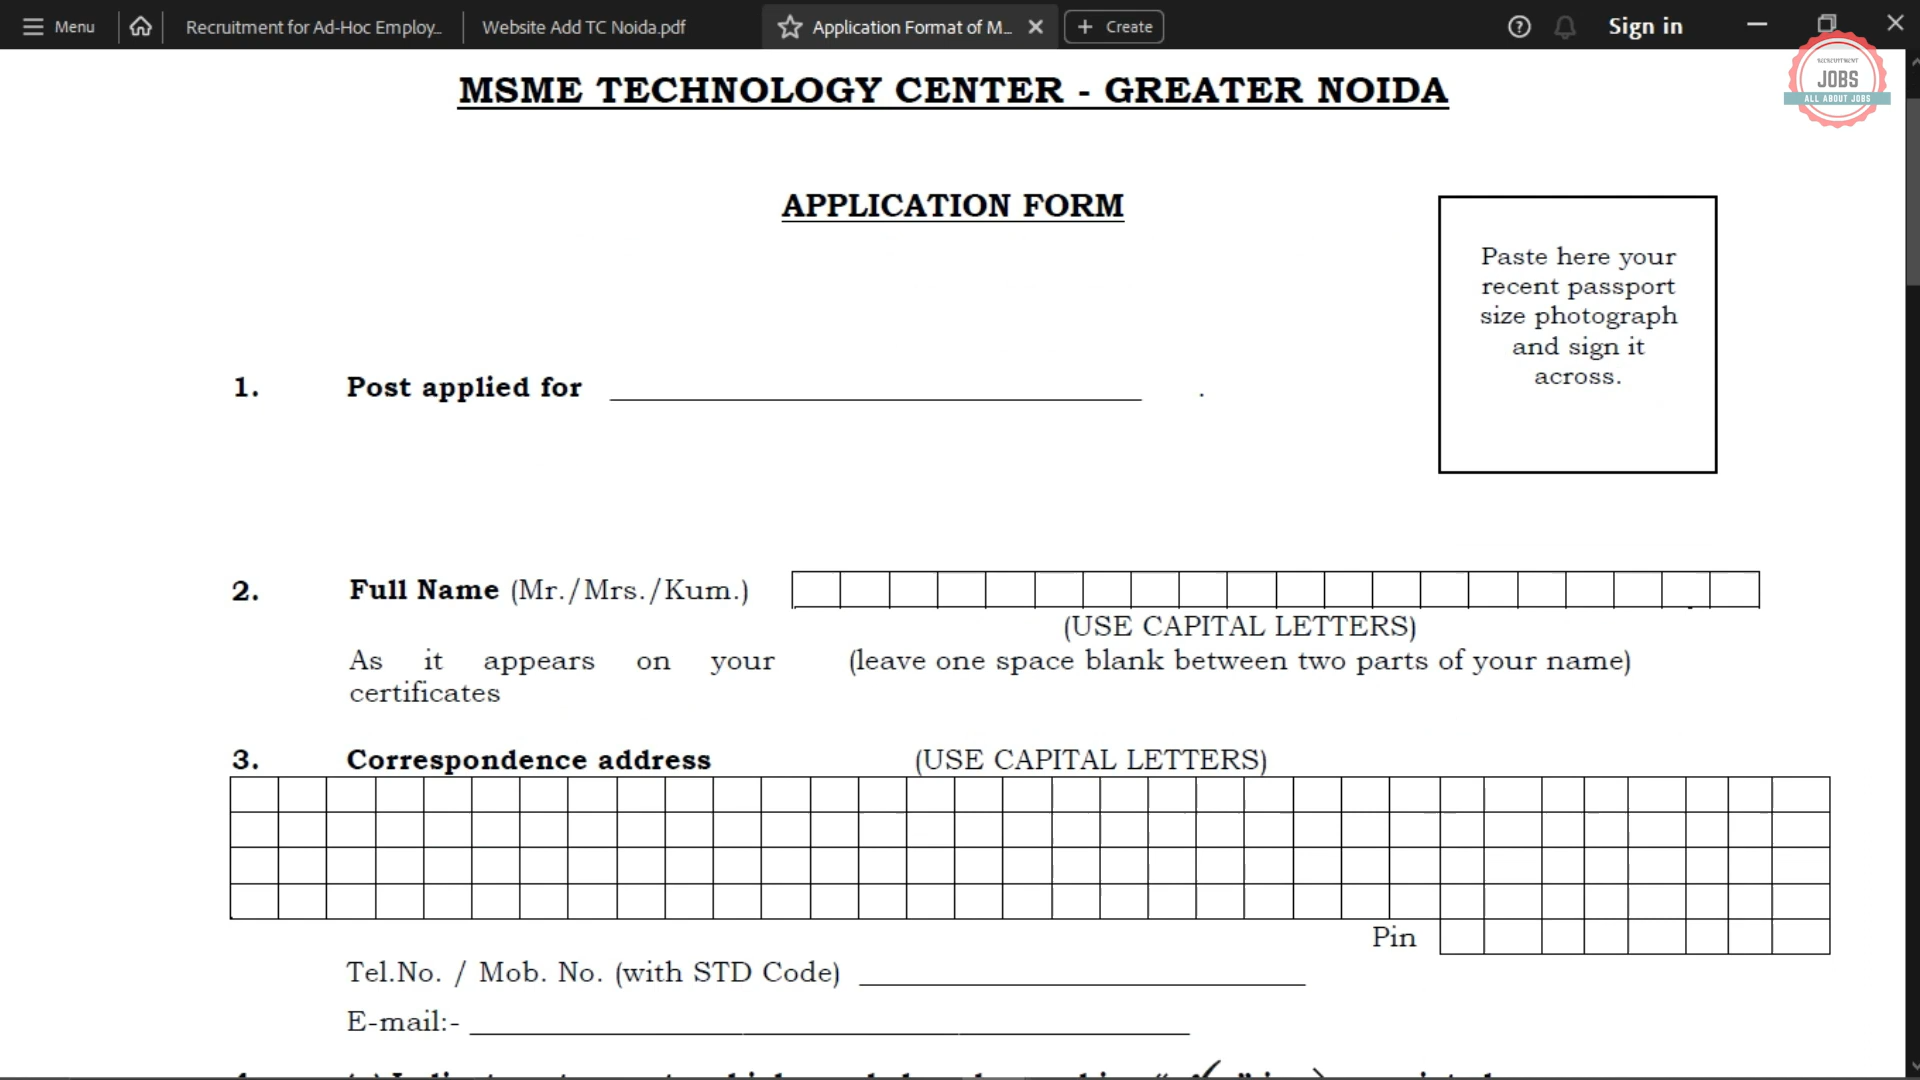 Menu
Recruitment for Ad-Hoc Employ...
Website Add TC Noida.pdf
Application Format of M...
Create
Sign in
RECRUITMENT
JOBS
ALL ABOUT JOBS
MSME TECHNOLOGY CENTER - GREATER NOIDA
APPLICATION FORM
Paste here your
recent passport
size photograph
and sign it
across.
1. Post applied for .
2. Full Name (Mr./Mrs./Kum.)
(USE CAPITAL LETTERS)
As it appears on your (leave one space blank between two parts of your name)
certificates
3. Correspondence address (USE CAPITAL LETTERS)
Pin
Tel.No. / Mob. No. (with STD Code)
E-mail:-